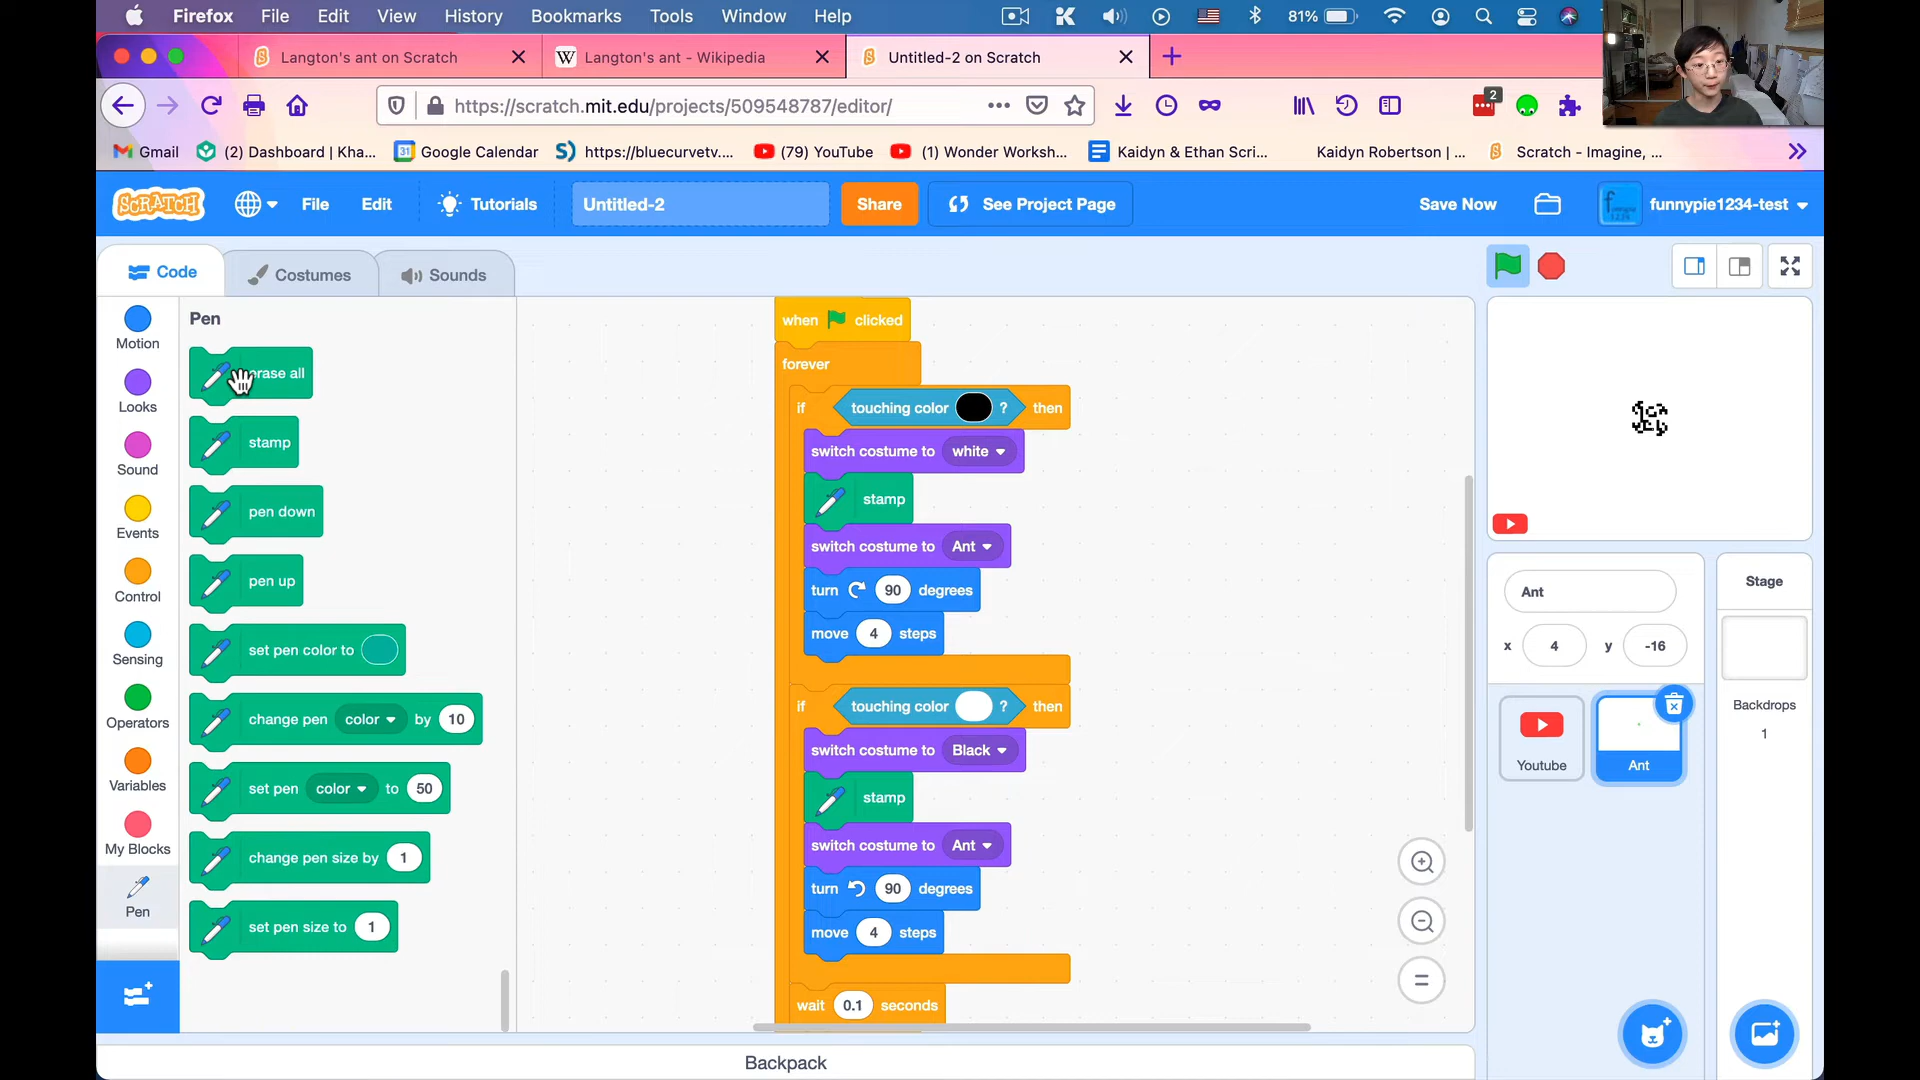 Firefox File Edit View History Bookmarks Tools Window Help 81%
Langton's ant on Scratch
Langton's ant - Wikipedia
Untitled-2 on Scratch
https://scratch.mit.edu/projects/509548787/editor/
2
Gmail
(2) Dashboard | Kha...
31 Google Calendar
https://bluecurvetv....
(79) YouTube
(1) Wonder Worksh...
Kaidyn & Ethan Scri...
Kaidyn Robertson | ...
Scratch - Imagine, ...
SCRATCH
File
Edit
Tutorials
Untitled-2
Share
See Project Page
Save Now
funnypie1234-test
Code
Costumes
Sounds
Motion
Looks
Sound
Events
Control
Sensing
Operators
Variables
My Blocks
Pen
Pen
erase all
stamp
pen down
pen up
set pen color to
change pen color by 10
set pen color to 50
change pen size by 1
set pen size to 1
when clicked
forever
if touching color ? then
switch costume to white
stamp
switch costume to Ant
turn 90 degrees
move 4 steps
if touching color ? then
switch costume to Black
stamp
switch costume to Ant
turn 90 degrees
move 4 steps
wait 0.1 seconds
Backpack
Ant
x 4 y -16
Youtube
Ant
Stage
Backdrops
1